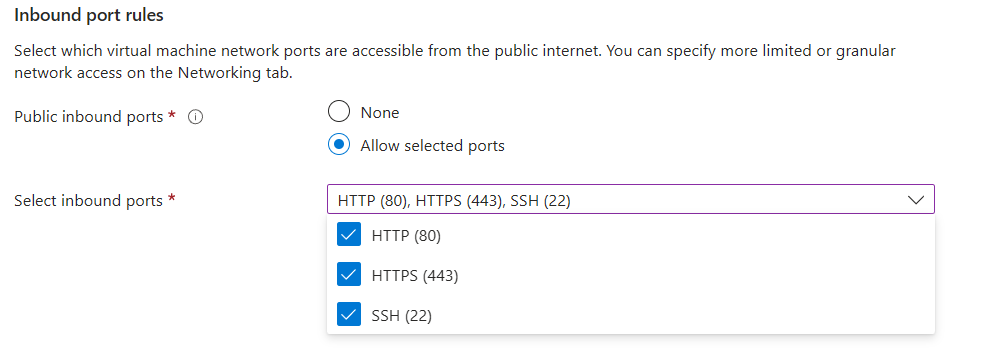 Inbound port rules
Select which virtual machine network ports are accessible from the public internet. You can specify more limited or granular
network access on the Networking tab.
Public inbound ports *
None
Allow selected ports
Select inbound ports *
HTTP (80), HTTPS (443), SSH (22)
HTTP (80)
HTTPS (443)
SSH (22)